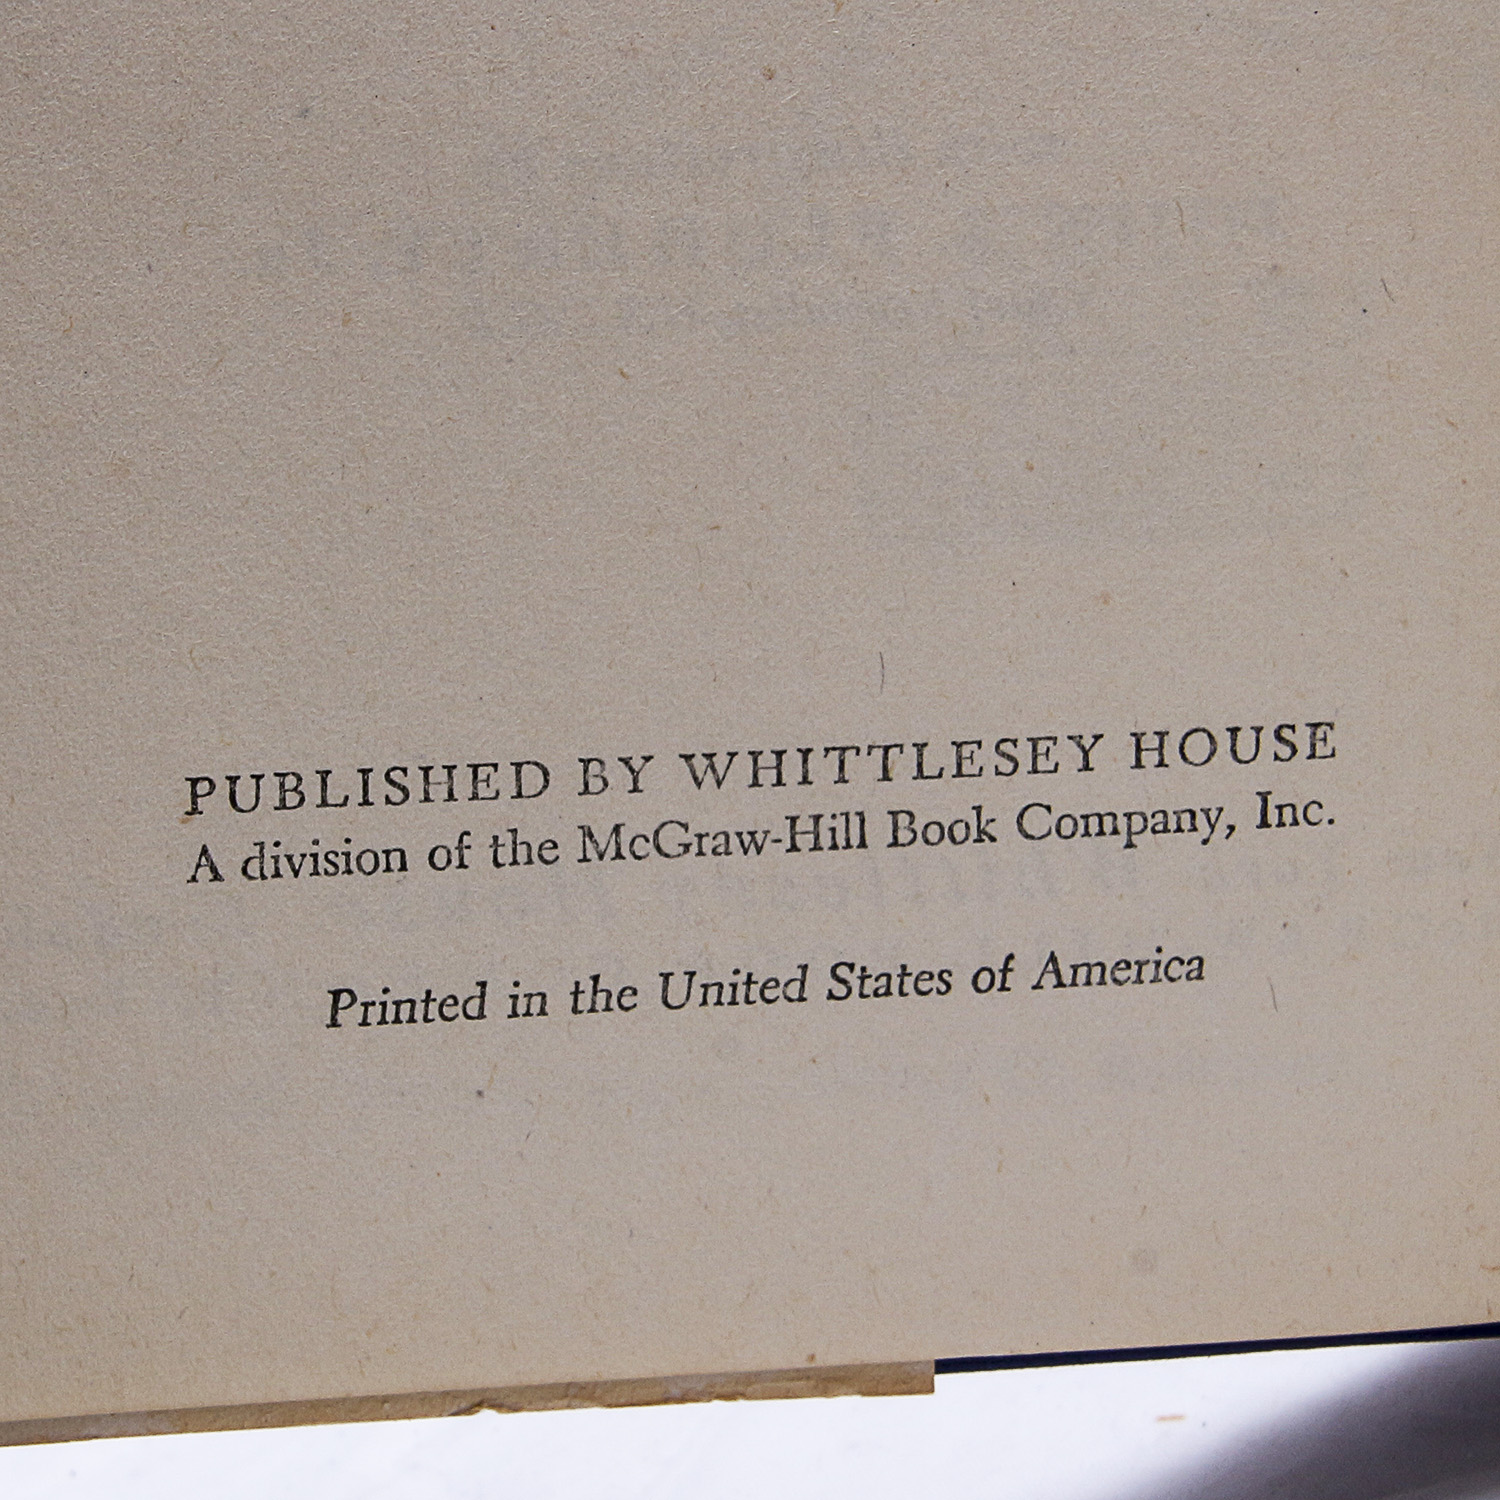 PUBLISHED BY WHITTLESEY HOUSE
A division of the McGraw-Hill Book Company, Inc.
Printed in the United States of America